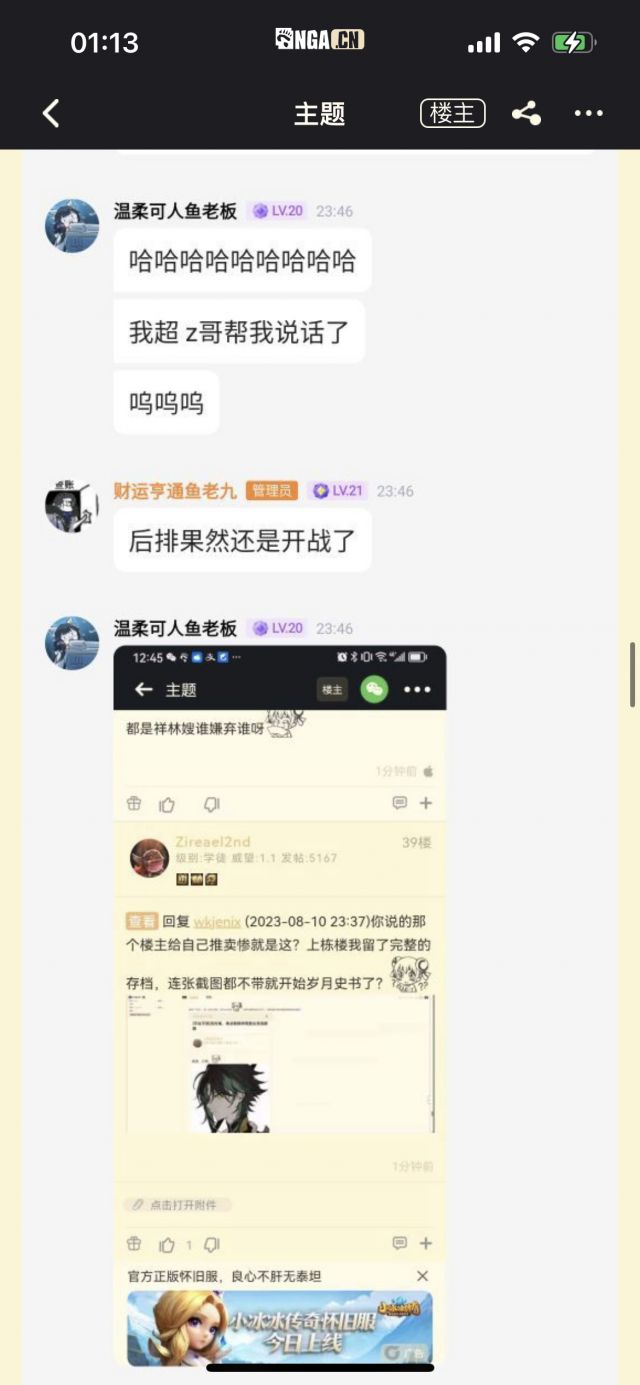 01:13
NGA.CN
主题
楼主
温柔可人鱼老板 LV.20 23:46
哈哈哈哈哈哈哈哈哈
我超 z哥帮我说话了
呜呜呜
财运亨通鱼老九 管理员 LV.21 23:46
后排果然还是开战了
温柔可人鱼老板 LV.20 23:46
12:45
主题
楼主
都是祥林嫂谁嫌弃谁呀
1分钟前
Zireael2nd 39楼
级别:学徒 威望:1.1 发帖:5167
查看 回复 wkjenix (2023-08-10 23:37)你说的那
个楼主给自己推卖惨就是这？上栋楼我留了完整的
存档，连张截图都不带就开始岁月史书了？
1分钟前
点击打开附件
1
官方正版怀旧服，良心不肝无泰坦
小冰冰传奇怀旧服
今日上线
广告